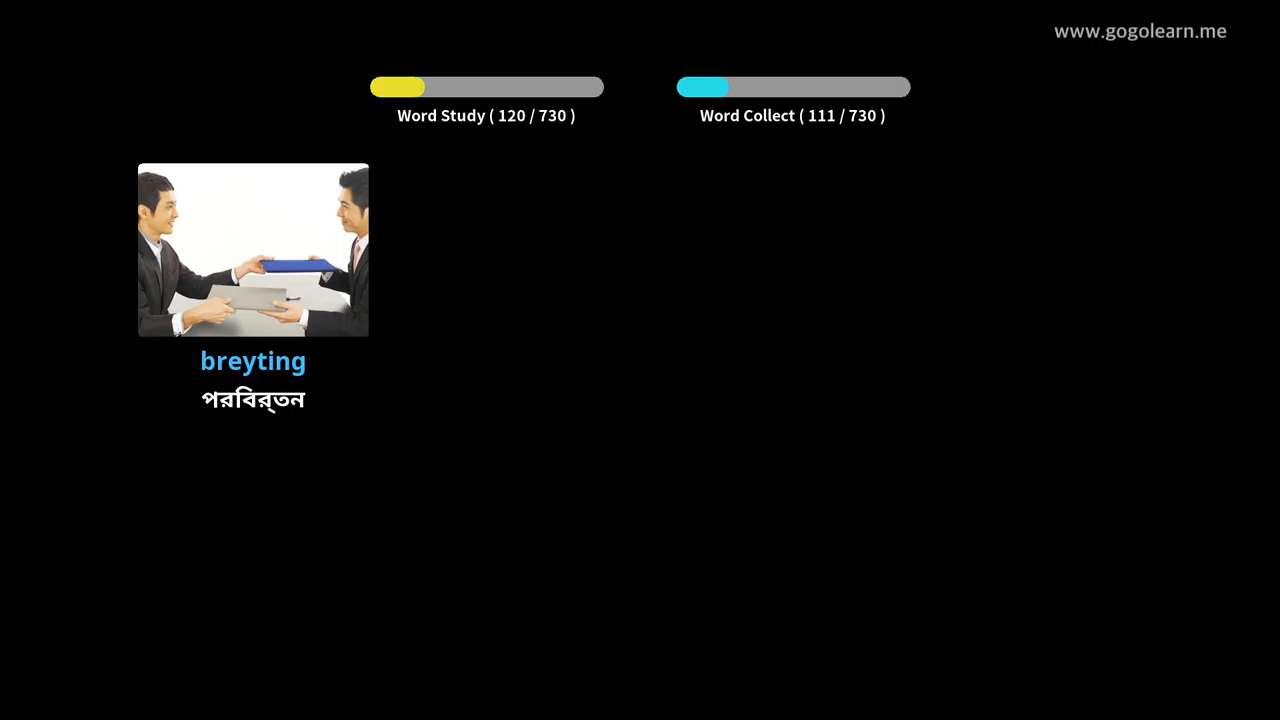 www.gogolearn.me
Word Study ( 120 / 730 )
Word Collect ( 111 / 730 )
breyting
পরিবর্তন